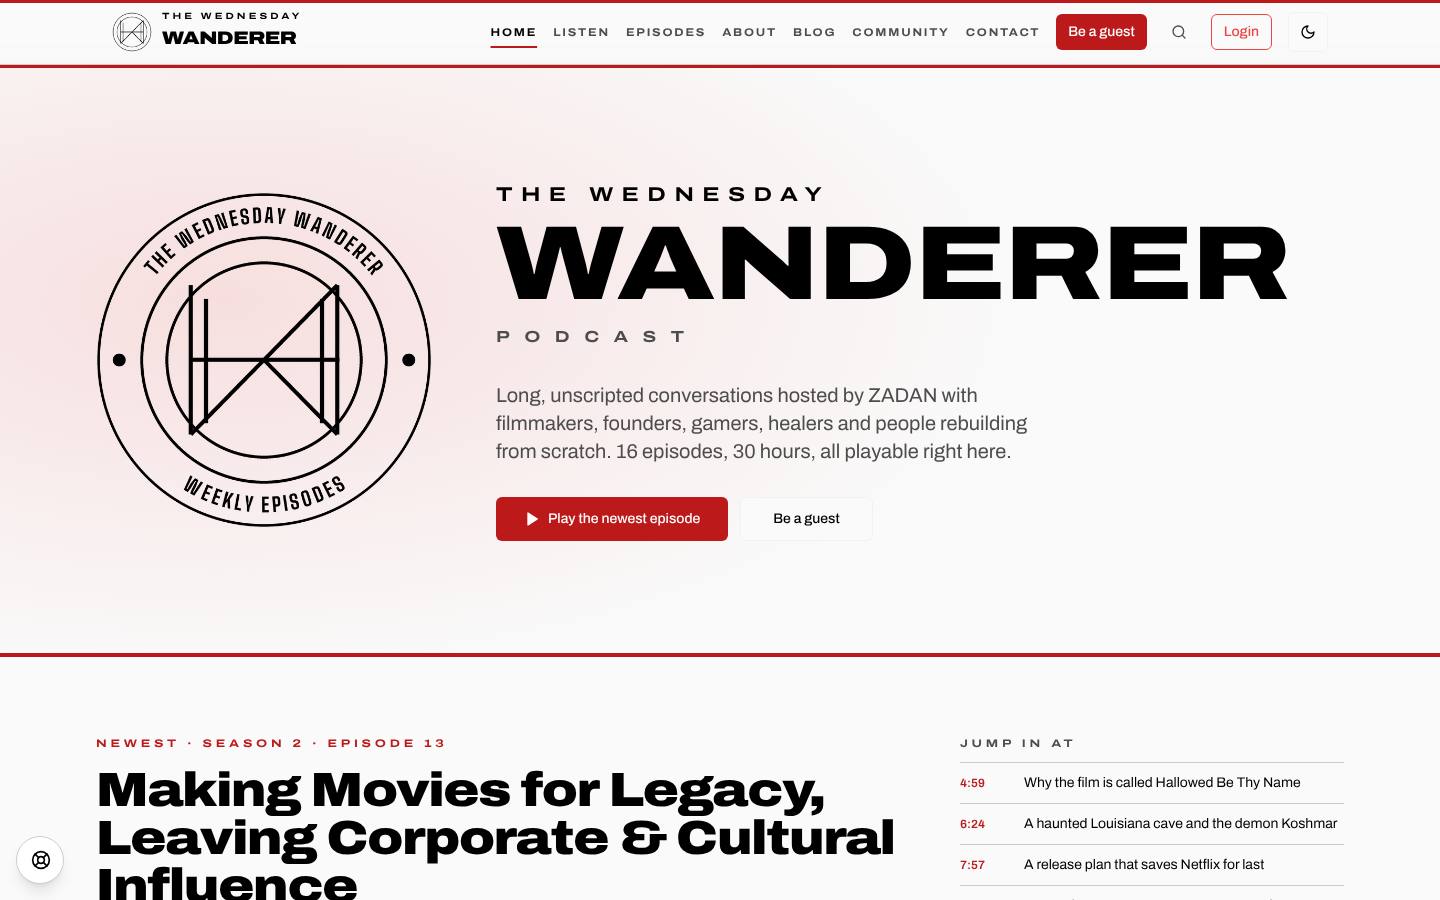 THE WEDNESDAY
WANDERER
HOME LISTEN EPISODES ABOUT BLOG COMMUNITY CONTACT Be a guest Login
THE WEDNESDAY WANDERER
WEEKLY EPISODES
THE WEDNESDAY
WANDERER
PODCAST
Long, unscripted conversations hosted by ZADAN with
filmmakers, founders, gamers, healers and people rebuilding
from scratch. 16 episodes, 30 hours, all playable right here.
Play the newest episode Be a guest
NEWEST · SEASON 2 · EPISODE 13
Making Movies for Legacy,
Leaving Corporate & Cultural
Influence
JUMP IN AT
4:59 Why the film is called Hallowed Be Thy Name
6:24 A haunted Louisiana cave and the demon Koshmar
7:57 A release plan that saves Netflix for last